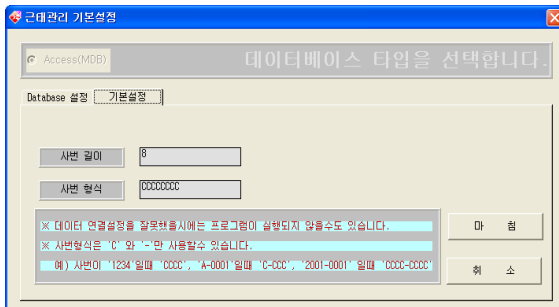 근태관리 기본설정
Access(MDB)
데이터베이스 타입을 선택합니다.
Database 설정 기본설정
사번 길이 8
사번 형식 CCCCCCCC
※ 데이터 연결설정을 잘못했을시에는 프로그램이 실행되지 않을수도 있습니다.
※ 사번형식은 'C' 와 '-'만 사용할수 있습니다.
예) 사번이 '1234'일때 'CCCC', 'A-0001'일때 'C-CCC', '2001-0001' 일때 'CCCC-CCCC'
마 침
취 소